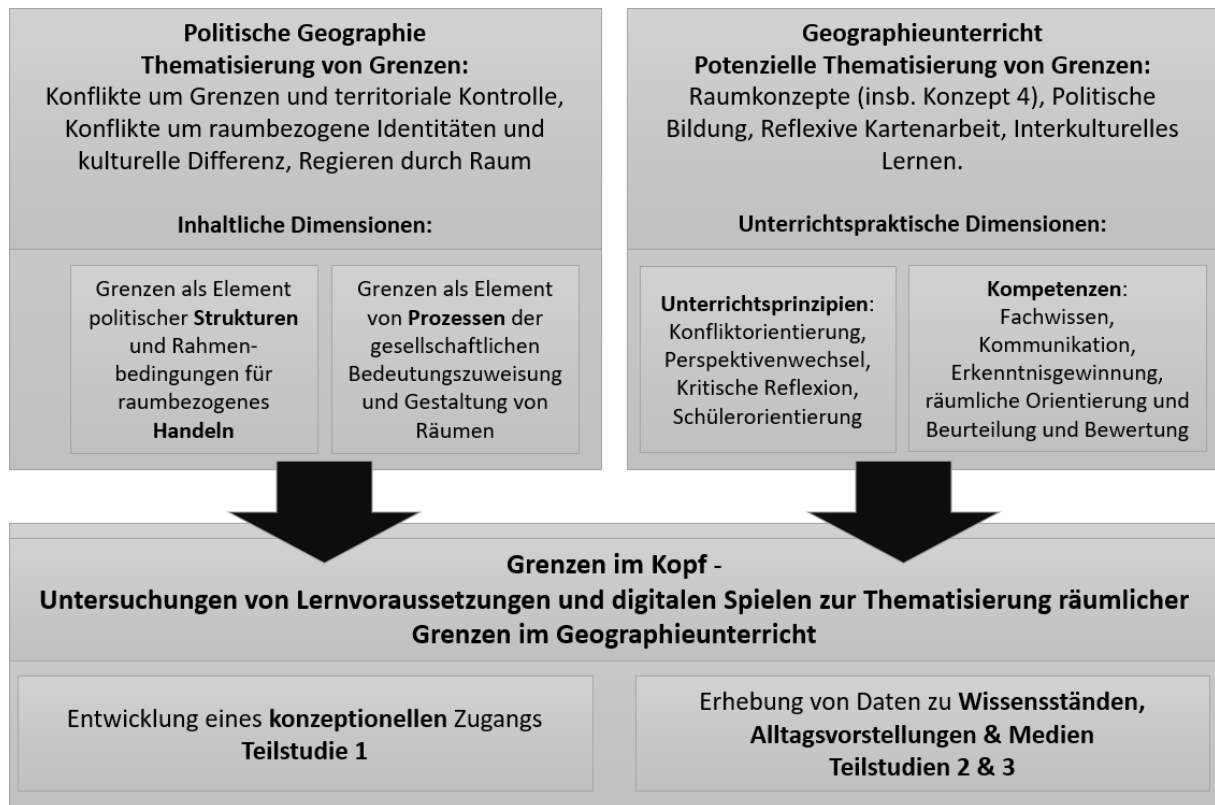 Politische Geographie
Thematisierung von Grenzen:
Konflikte um Grenzen und territoriale Kontrolle,
Konflikte um raumbezogene Identitäten und
kulturelle Differenz, Regieren durch Raum
Inhaltliche Dimensionen:
Grenzen als Element
politischer Strukturen
und Rahmen-
bedingungen für
raumbezogenes
Handeln
Grenzen als Element
von Prozessen der
gesellschaftlichen
Bedeutungszuweisung
und Gestaltung von
Räumen
Geographieunterricht
Potenzielle Thematisierung von Grenzen:
Raumkonzepte (insb. Konzept 4), Politische
Bildung, Reflexive Kartenarbeit, Interkulturelles
Lernen.
Unterrichtspraktische Dimensionen:
Unterrichtsprinzipien:
Konfliktorientierung,
Perspektivenwechsel,
Kritische Reflexion,
Schülerorientierung
Kompetenzen:
Fachwissen,
Kommunikation,
Erkenntnisgewinnung,
räumliche Orientierung und
Beurteilung und Bewertung
Grenzen im Kopf -
Untersuchungen von Lernvoraussetzungen und digitalen Spielen zur Thematisierung räumlicher
Grenzen im Geographieunterricht
Entwicklung eines konzeptionellen Zugangs
Teilstudie 1
Erhebung von Daten zu Wissensständen,
Alltagsvorstellungen & Medien
Teilstudien 2 & 3